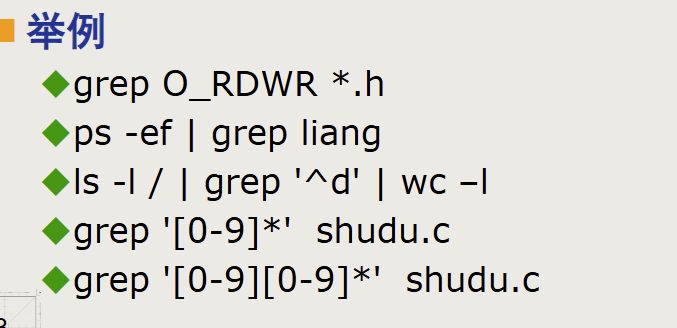 举例
grep O_RDWR *.h
ps -ef | grep liang
ls -l / | grep '^d' | wc –l
grep '[0-9]*'  shudu.c
grep '[0-9][0-9]*'  shudu.c